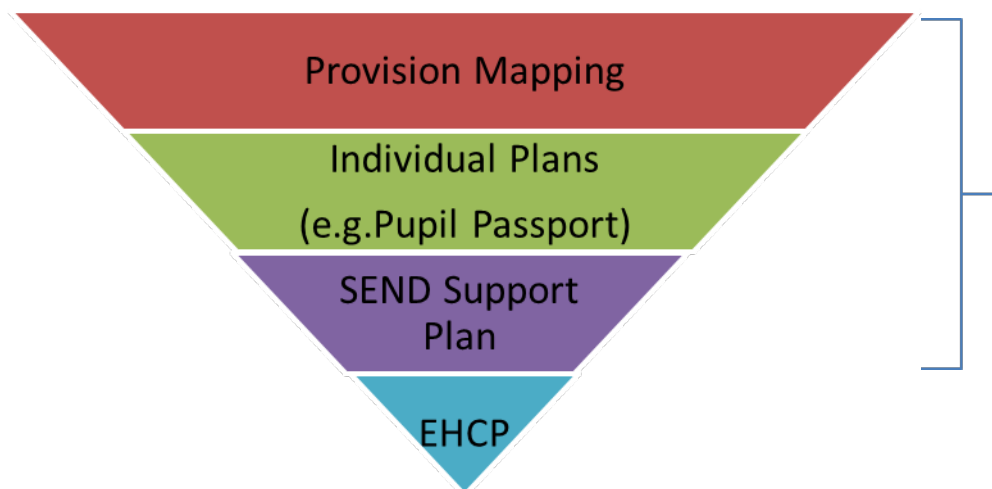 Provision Mapping
Individual Plans
(e.g.Pupil Passport)
SEND Support
Plan
EHCP